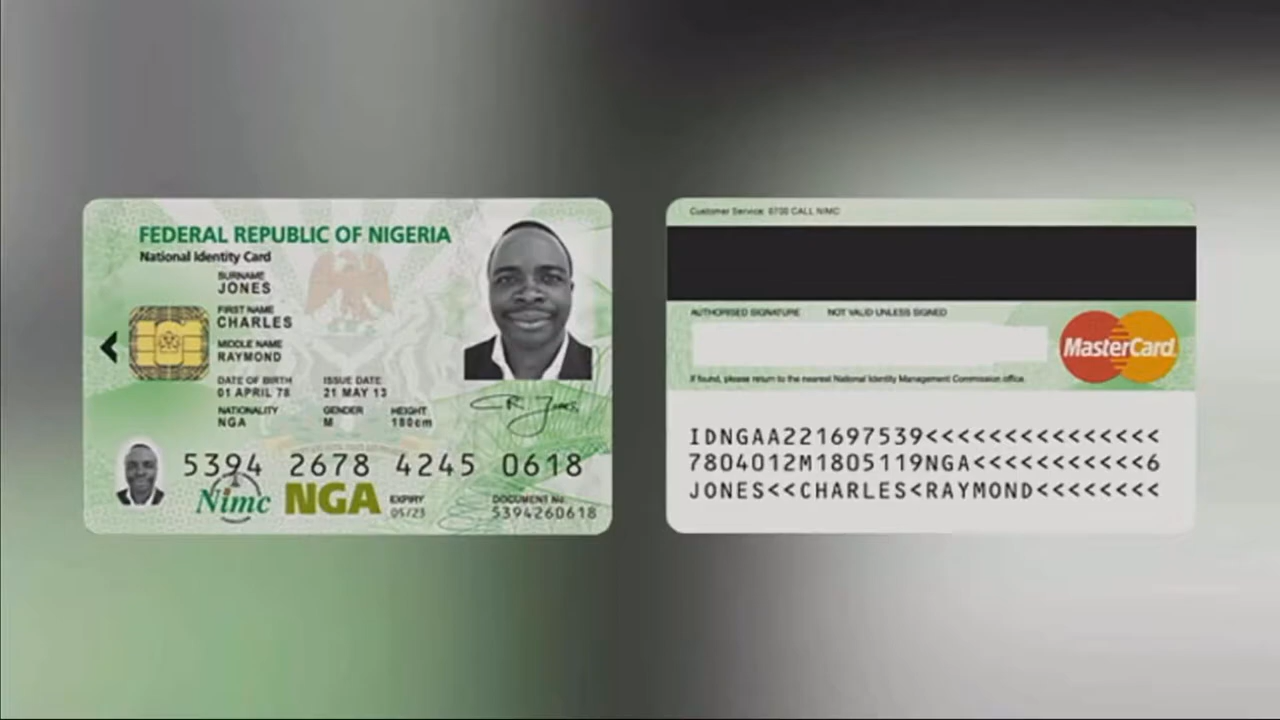 FEDERAL REPUBLIC OF NIGERIA
National Identity Card
SURNAME
JONES
FIRST NAME
CHARLES
MIDDLE NAME
RAYMOND
DATE OF BIRTH ISSUE DATE
01 APRIL 78 21 MAY 13
NATIONALITY GENDER HEIGHT
NGA M 180cm
5394 2678 4245 0618
Nimc NGA EXPIRY DOCUMENT No.
05/23 5394260618
Customer Service: 0700 CALL NIMC
AUTHORISED SIGNATURE NOT VALID UNLESS SIGNED
MasterCard
If found, please return to the nearest National Identity Management Commission office.
IDNGAA221697539<<<<<<<<<<<<<<<
7804012M1805119NGA<<<<<<<<<<<6
JONES<<CHARLES<RAYMOND<<<<<<<<